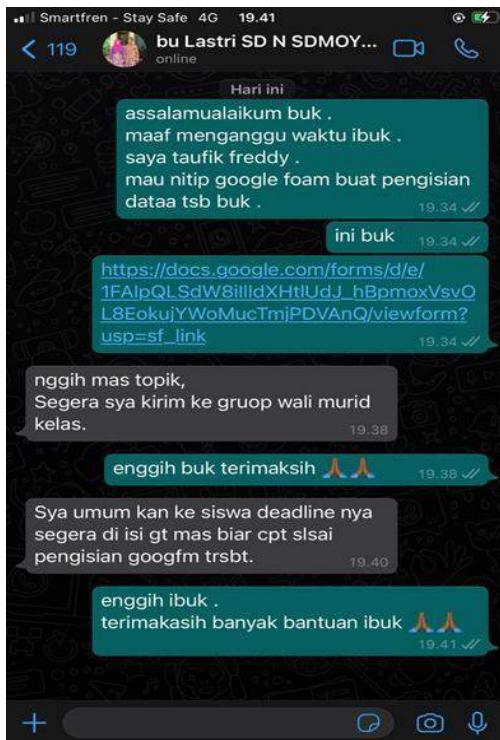 Smartfren - Stay Safe 4G 19.41
119
bu Lastri SD N SDMOY...
online
Hari ini
assalamualaikum buk .
maaf menganggu waktu ibuk .
saya taufik freddy .
mau nitip google foam buat pengisian
dataa tsb buk .
19.34
ini buk
19.34
https://docs.google.com/forms/d/e/
1FAIpQLSdW8illldXHtlUdJ_hBpmoxVsvO
L8EokujYWoMucTmjPDVAnQ/viewform?
usp=sf_link
19.34
nggih mas topik,
Segera sya kirim ke gruop wali murid
kelas.
19.38
enggih buk terimaksih 🙏🙏
19.38
Sya umum kan ke siswa deadline nya
segera di isi gt mas biar cpt slsai
pengisian googfm trsbt.
19.40
enggih ibuk .
terimakasih banyak bantuan ibuk 🙏🙏
19.41